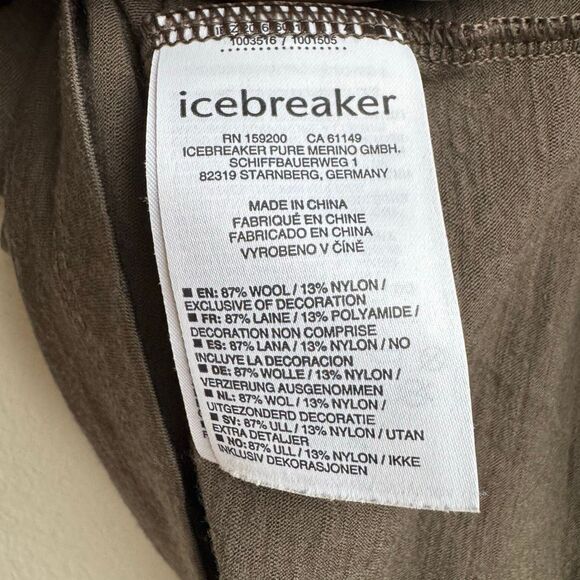 1003516 / 1001505
icebreaker
RN 159200 CA 61149
ICEBREAKER PURE MERINO GMBH.
SCHIFFBAUERWEG 1
82319 STARNBERG, GERMANY
MADE IN CHINA
FABRIQUÉ EN CHINE
FABRICADO EN CHINA
VYROBENO V ČÍNĚ
■ EN: 87% WOOL / 13% NYLON /
EXCLUSIVE OF DECORATION
■ FR: 87% LAINE / 13% POLYAMIDE /
DECORATION NON COMPRISE
■ ES: 87% LANA / 13% NYLON / NO
INCLUYE LA DECORACION
■ DE: 87% WOLLE / 13% NYLON /
VERZIERUNG AUSGENOMMEN
■ NL: 87% WOL / 13% NYLON /
UITGEZONDERD DECORATIE
■ SV: 87% ULL / 13% NYLON / UTAN
EXTRA DETALJER
■ NO: 87% ULL / 13% NYLON / IKKE
INKLUSIV DEKORASJONEN